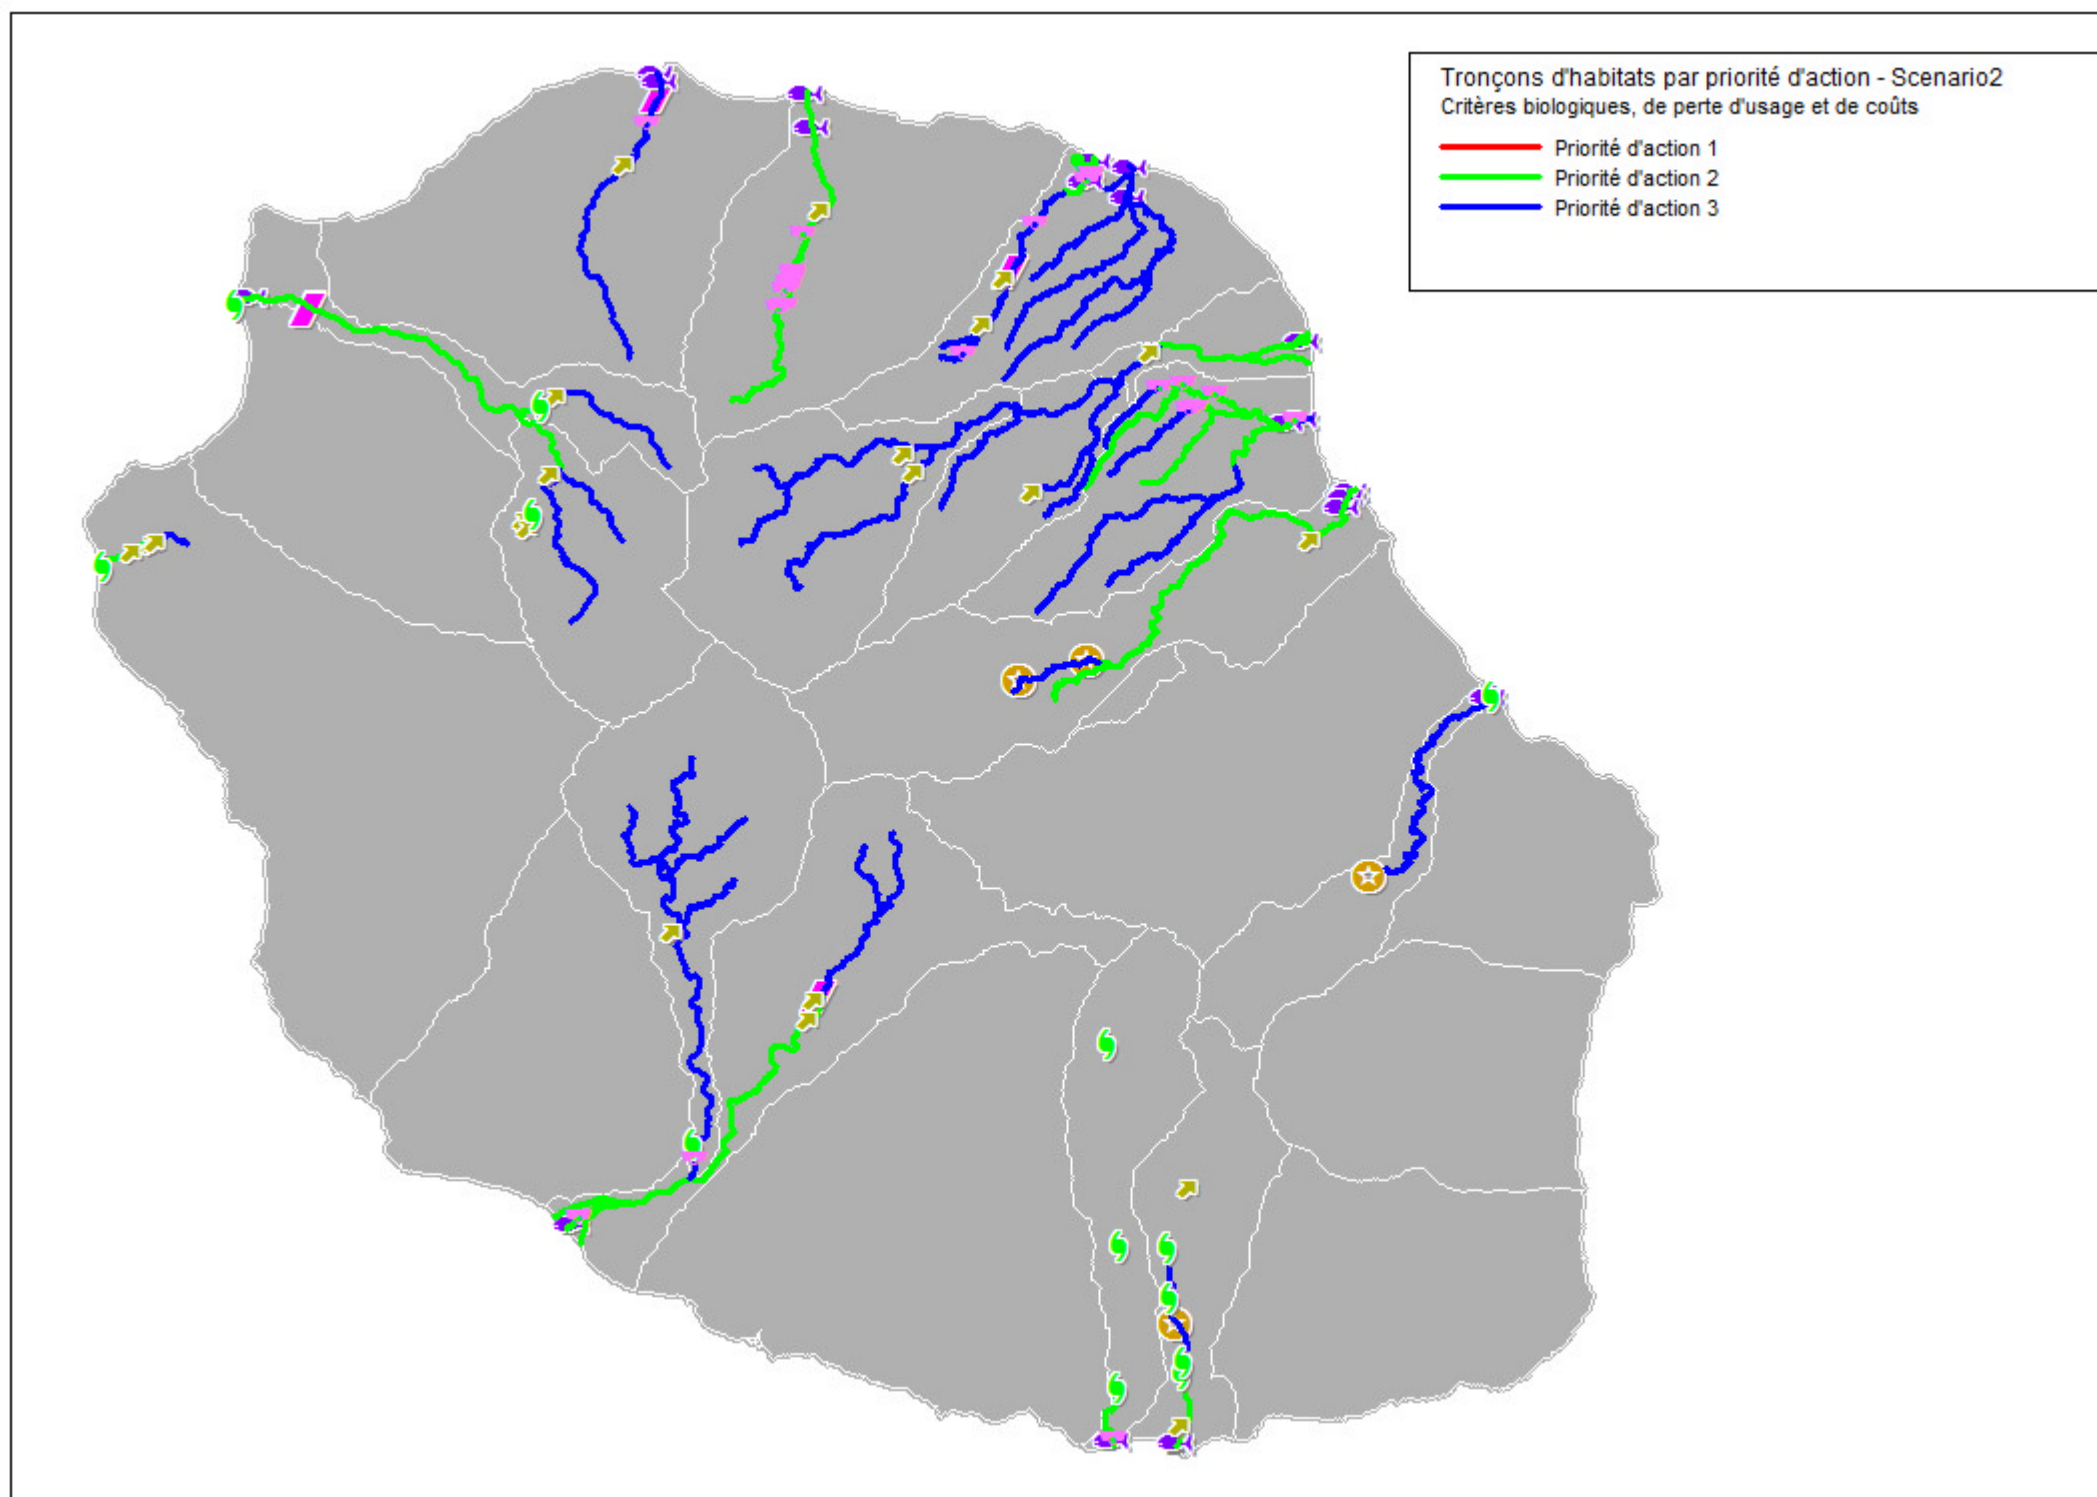 Tronçons d'habitats par priorité d'action - Scenario2
Critères biologiques, de perte d'usage et de coûts
Priorité d'action 1
Priorité d'action 2
Priorité d'action 3